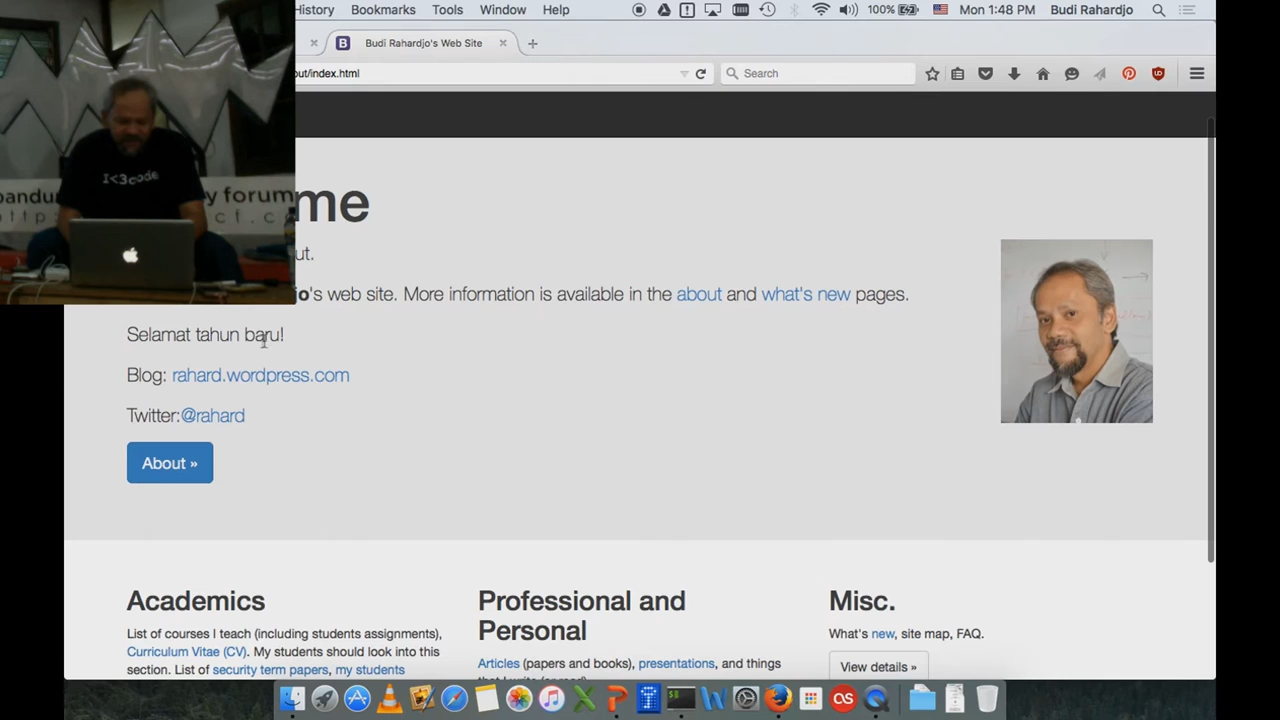 History Bookmarks Tools Window Help 100% Mon 1:48 PM Budi Rahardjo
Budi Rahardjo's Web Site
out/index.html Search
I<3code
y forum
me
ut.
's web site. More information is available in the about and what's new pages.
Selamat tahun baru!
Blog: rahard.wordpress.com
Twitter:@rahard
About »
Academics
List of courses I teach (including students assignments),
Curriculum Vitae (CV). My students should look into this
section. List of security term papers, my students
Professional and
Personal
Articles (papers and books), presentations, and things
Misc.
What's new, site map, FAQ.
View details »